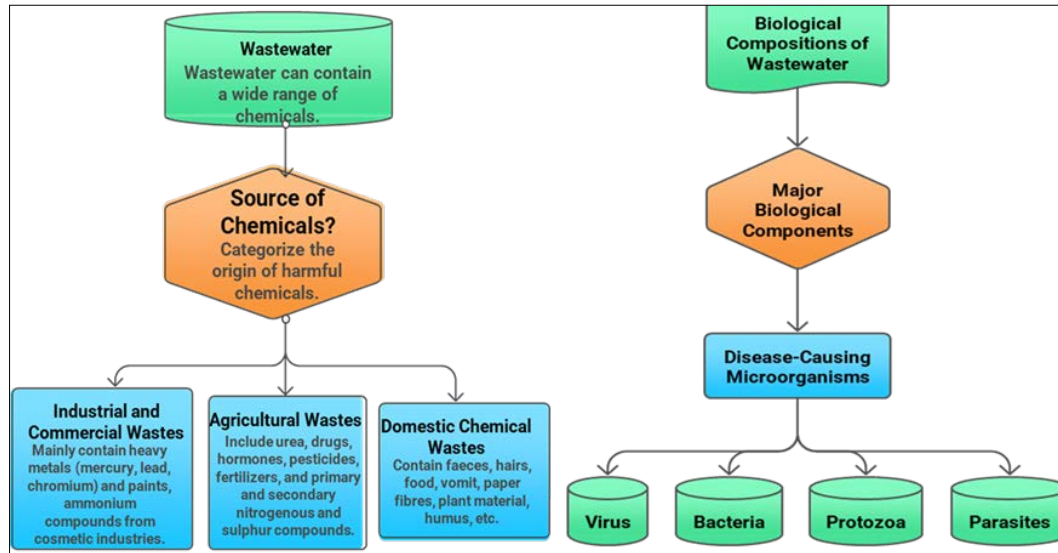 Wastewater
Wastewater can contain
a wide range of
chemicals.
Source of
Chemicals?
Categorize the
origin of harmful
chemicals.
Industrial and
Commercial Wastes
Mainly contain heavy
metals (mercury, lead,
chromium) and paints,
ammonium
compounds from
cosmetic industries.
Agricultural Wastes
Include urea, drugs,
hormones, pesticides,
fertilizers, and primary
and secondary
nitrogenous and
sulphur compounds.
Domestic Chemical
Wastes
Contain faeces, hairs,
food, vomit, paper
fibres, plant material,
humus, etc.
Biological
Compositions of
Wastewater
Major
Biological
Components
Disease-Causing
Microorganisms
Virus
Bacteria
Protozoa
Parasites